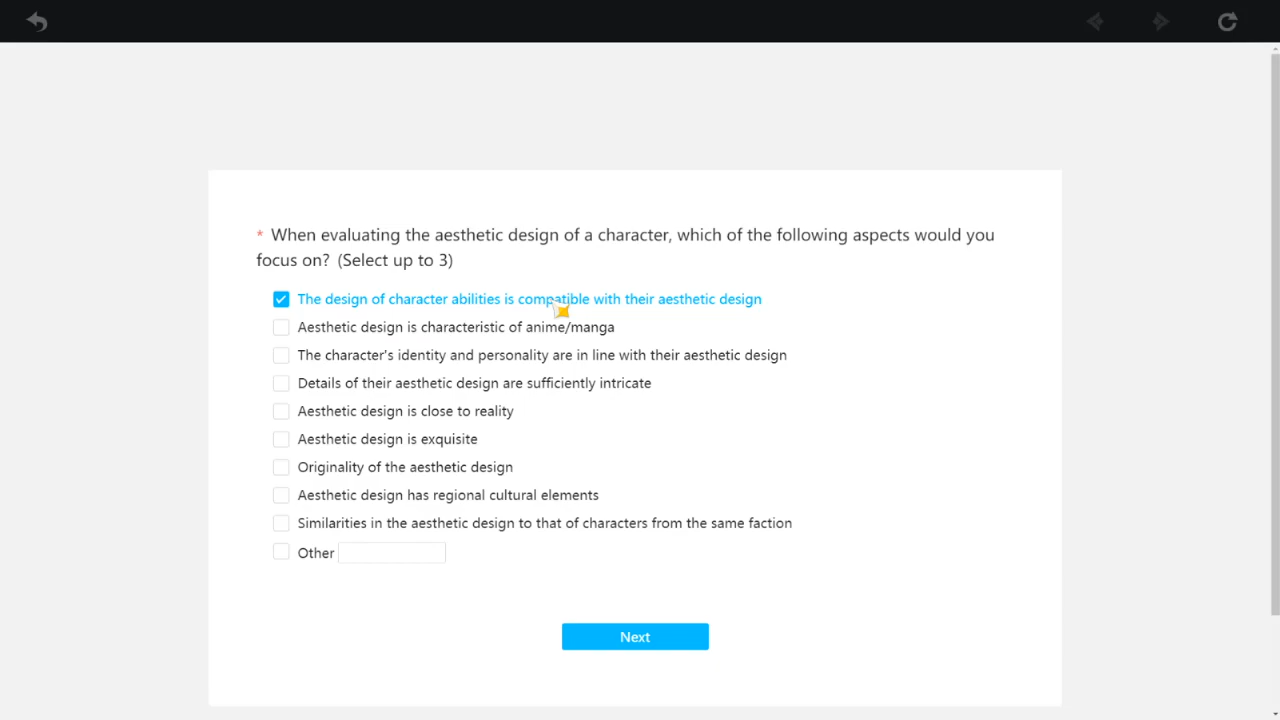 * When evaluating the aesthetic design of a character, which of the following aspects would you
focus on? (Select up to 3)
The design of character abilities is compatible with their aesthetic design
Aesthetic design is characteristic of anime/manga
The character's identity and personality are in line with their aesthetic design
Details of their aesthetic design are sufficiently intricate
Aesthetic design is close to reality
Aesthetic design is exquisite
Originality of the aesthetic design
Aesthetic design has regional cultural elements
Similarities in the aesthetic design to that of characters from the same faction
Other
Next